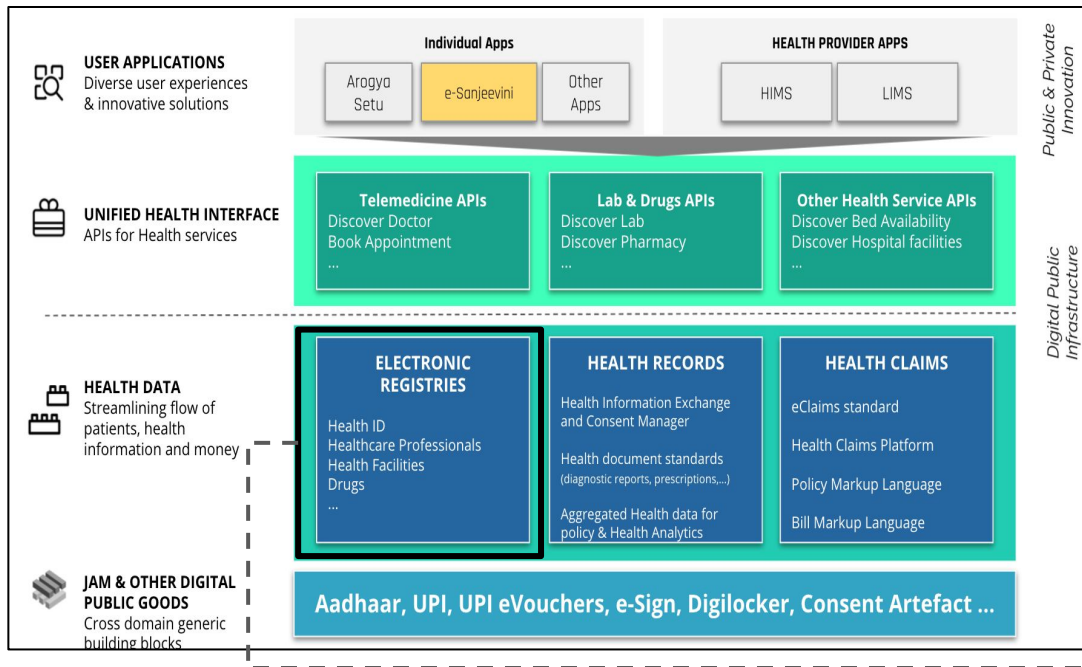 USER APPLICATIONS
Diverse user experiences
& innovative solutions
Individual Apps
Arogya
Setu
e-Sanjeevini
Other
Apps
HEALTH PROVIDER APPS
HIMS
LIMS
Public & Private
Innovation
UNIFIED HEALTH INTERFACE
APIs for Health services
Telemedicine APIs
Discover Doctor
Book Appointment
...
Lab & Drugs APIs
Discover Lab
Discover Pharmacy
...
Other Health Service APIs
Discover Bed Availability
Discover Hospital facilities
...
Digital Public
Infrastructure
HEALTH DATA
Streamlining flow of
patients, health
information and money
ELECTRONIC
REGISTRIES
Health ID
Healthcare Professionals
Health Facilities
Drugs
...
HEALTH RECORDS
Health Information Exchange
and Consent Manager
Health document standards
(diagnostic reports, prescriptions,...)
Aggregated Health data for
policy & Health Analytics
HEALTH CLAIMS
eClaims standard
Health Claims Platform
Policy Markup Language
Bill Markup Language
JAM & OTHER DIGITAL
PUBLIC GOODS
Cross domain generic
building blocks
Aadhaar, UPI, UPI eVouchers, e-Sign, Digilocker, Consent Artefact ...